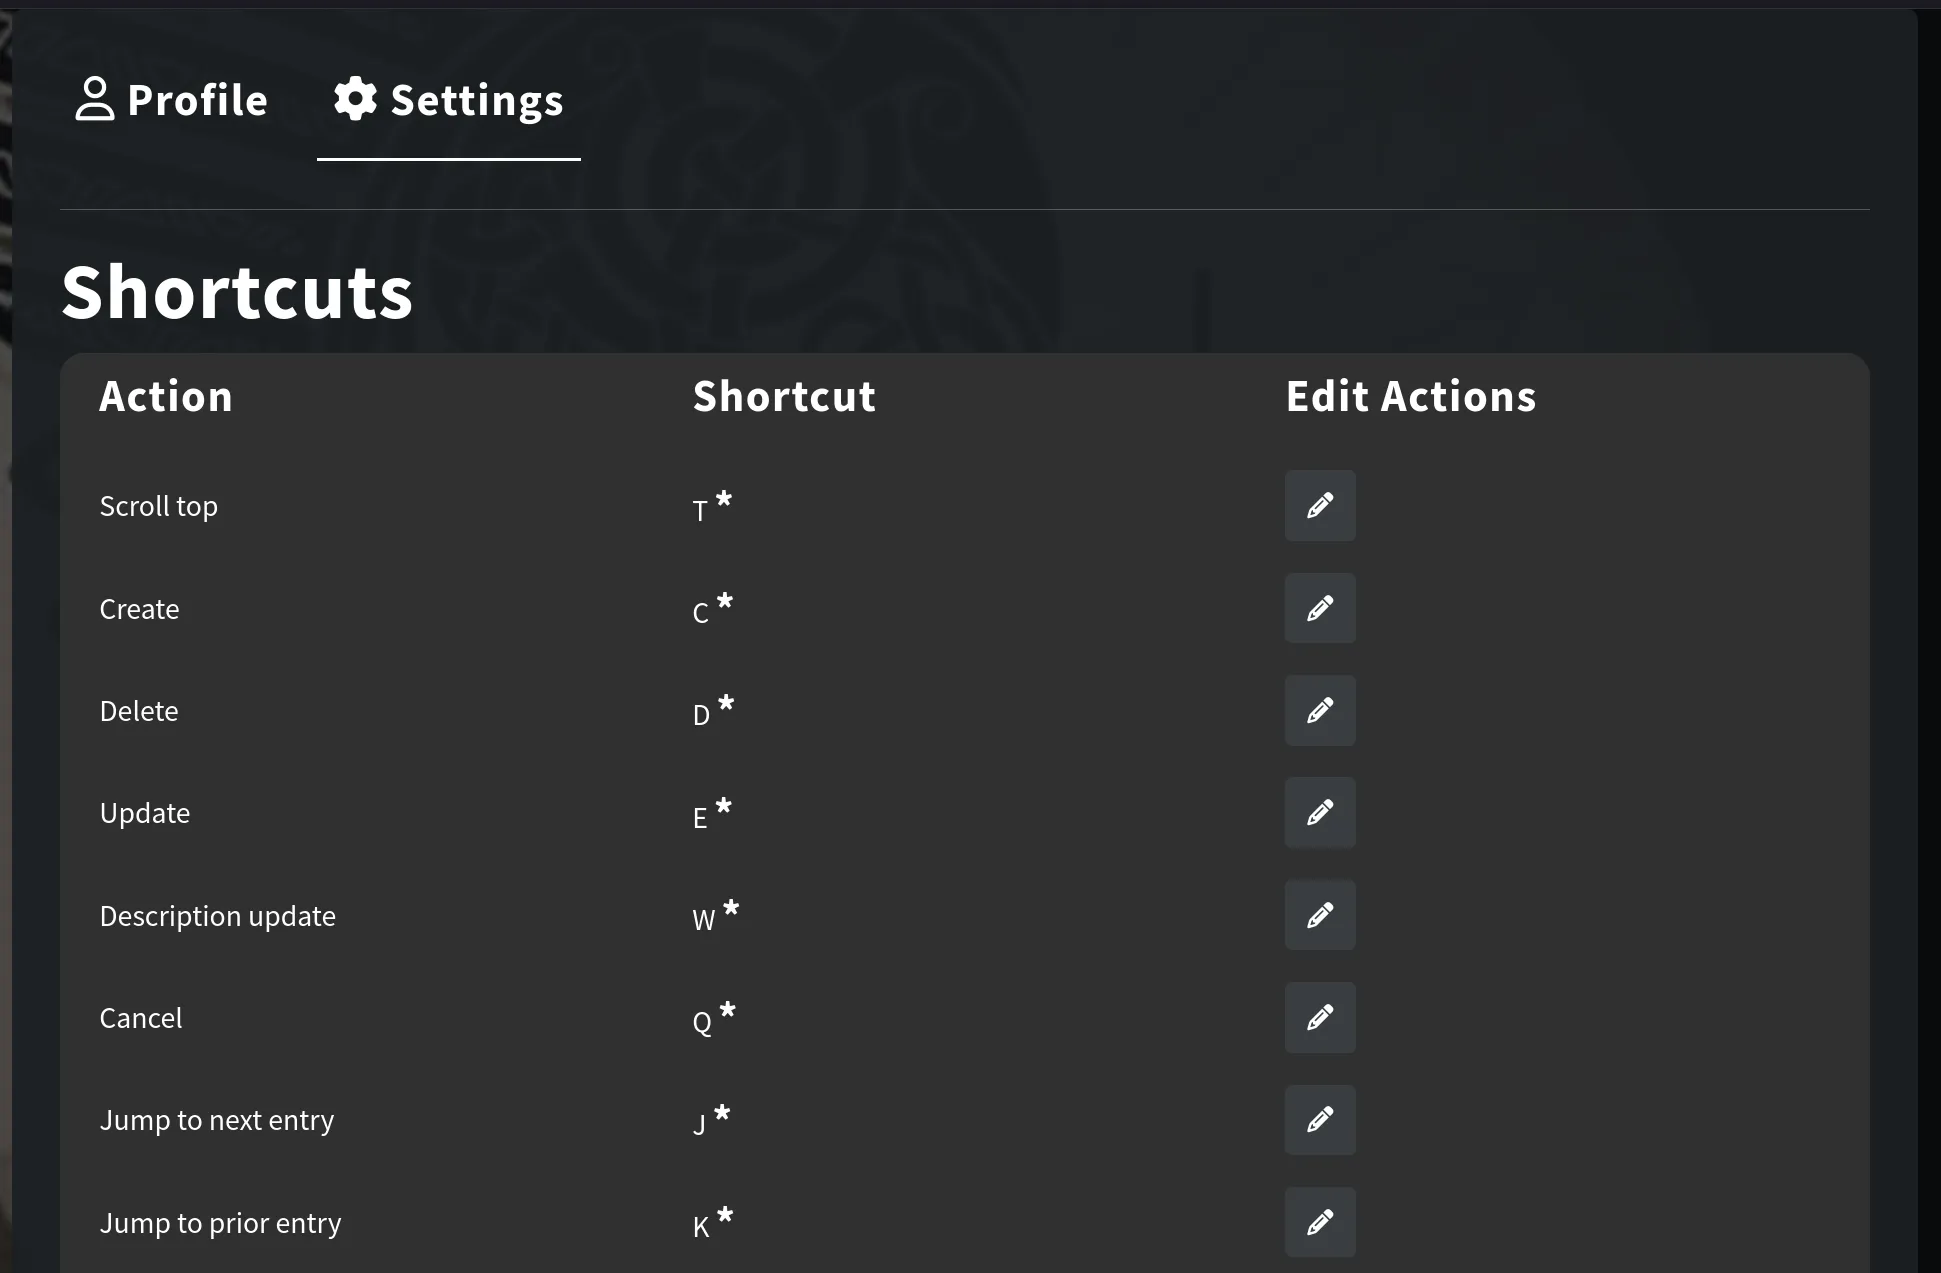 Profile Settings
Shortcuts
Action Shortcut Edit Actions
Scroll top T *
Create C *
Delete D *
Update E *
Description update W *
Cancel Q *
Jump to next entry J *
Jump to prior entry K *